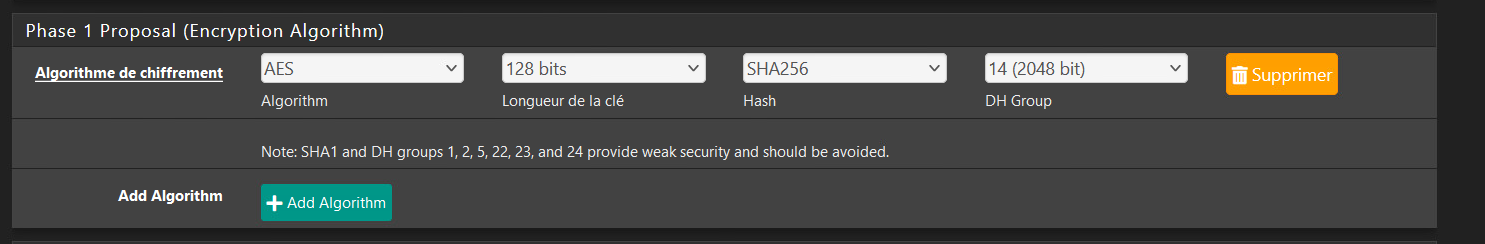 Phase 1 Proposal (Encryption Algorithm)
Algorithme de chiffrement AES 128 bits SHA256 14 (2048 bit) Supprimer
Algorithm Longueur de la clé Hash DH Group
Note: SHA1 and DH groups 1, 2, 5, 22, 23, and 24 provide weak security and should be avoided.
Add Algorithm Add Algorithm